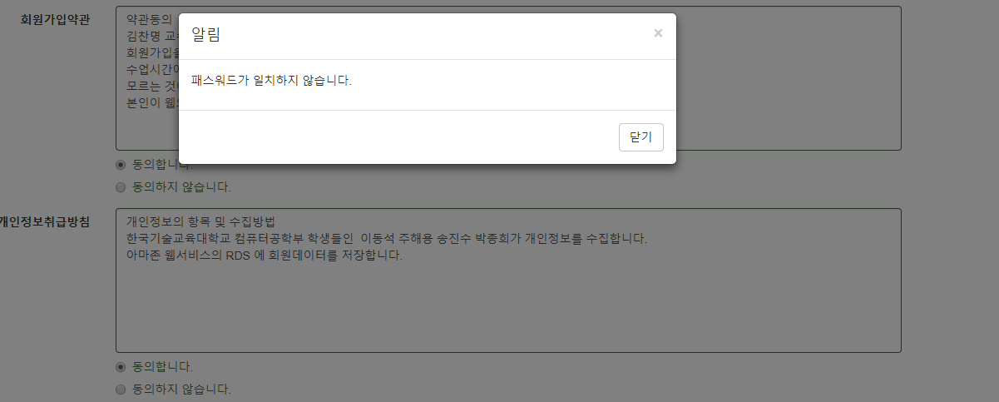 회원가입약관
약관동의
김찬명
회원가입을
수업시간에
모르는
본인이
알림
×
패스워드가 일치하지 않습니다.
닫기
동의합니다.
동의하지 않습니다.
개인정보취급방침
개인정보의 항목 및 수집방법
한국기술교육대학교 컴퓨터공학부 학생들인 이동석 주해용 송진수 박종희가 개인정보를 수집합니다.
아마존 웹서비스의 RDS 에 회원데이터를 저장합니다.
동의합니다.
동의하지 않습니다.